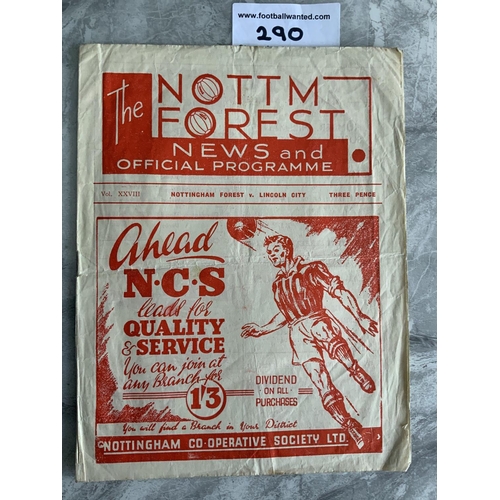 www.footballwanted.com
290
The NOTTM
FOREST
NEWS and
OFFICIAL PROGRAMME
Vol. XXVIII
NOTTINGHAM FOREST v. LINCOLN CITY
THREE PENCE
Ahead
N·C·S
leads for
QUALITY
& SERVICE
You can join at
any Branch for
1'3
DIVIDEND
ON ALL
PURCHASES
You will find a Branch in Your District
NOTTINGHAM CO-OPERATIVE SOCIETY LTD.